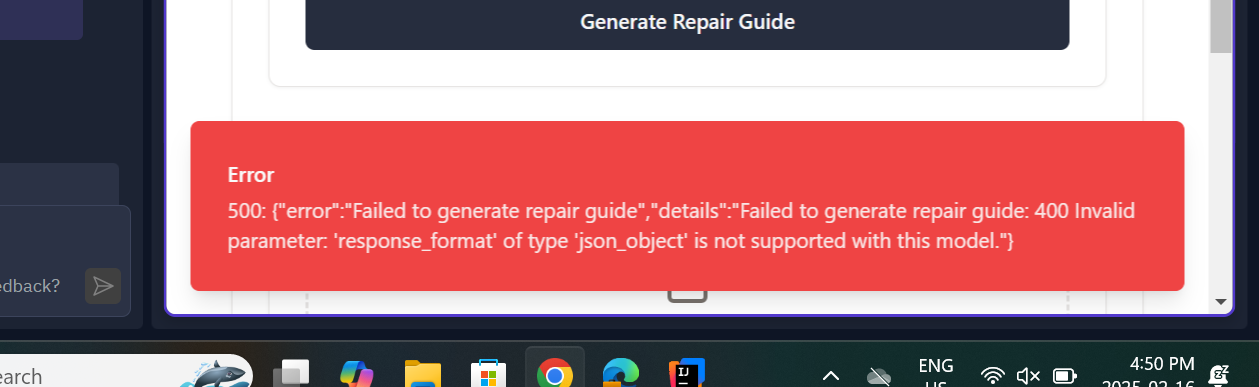 Generate Repair Guide
Error
500: {"error":"Failed to generate repair guide","details":"Failed to generate repair guide: 400 Invalid
parameter: 'response_format' of type 'json_object' is not supported with this model."}
edback?
earch
IJ
ENG
US
4:50 PM
2025-02-16